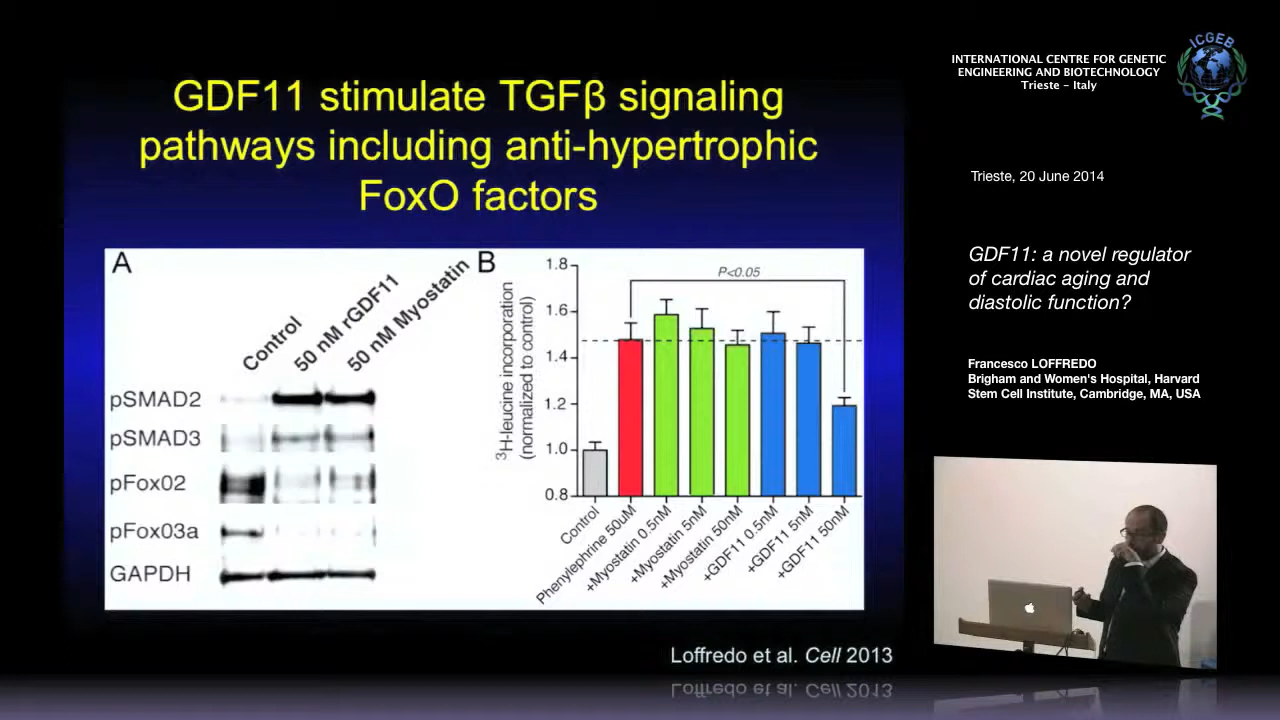 GDF11 stimulate TGFβ signaling
pathways including anti-hypertrophic
FoxO factors
A
Control
50 nM rGDF11
50 nM Myostatin
pSMAD2
pSMAD3
pFox02
pFox03a
GAPDH
B
³H-leucine incorporation
(normalized to control)
1.8
1.6
1.4
1.2
1.0
0.8
P<0.05
Control
Phenylephrine 50uM
+Myostatin 0.5nM
+Myostatin 5nM
+Myostatin 50nM
+GDF11 0.5nM
+GDF11 5nM
+GDF11 50nM
Loffredo et al. Cell 2013
INTERNATIONAL CENTRE FOR GENETIC
ENGINEERING AND BIOTECHNOLOGY
Trieste - Italy
ICGEB
Trieste, 20 June 2014
GDF11: a novel regulator
of cardiac aging and
diastolic function?
Francesco LOFFREDO
Brigham and Women's Hospital, Harvard
Stem Cell Institute, Cambridge, MA, USA